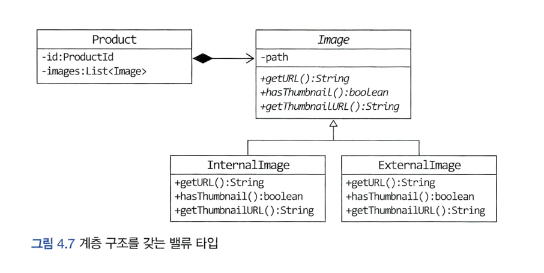 Product
-id:ProductId
-images:List<Image>
Image
-path
+getURL():String
+hasThumbnail():boolean
+getThumbnailURL():String
InternalImage
+getURL():String
+hasThumbnail():boolean
+getThumbnailURL():String
ExternalImage
+getURL():String
+hasThumbnail():boolean
+getThumbnailURL():String
그림 4.7 계층 구조를 갖는 밸류 타입